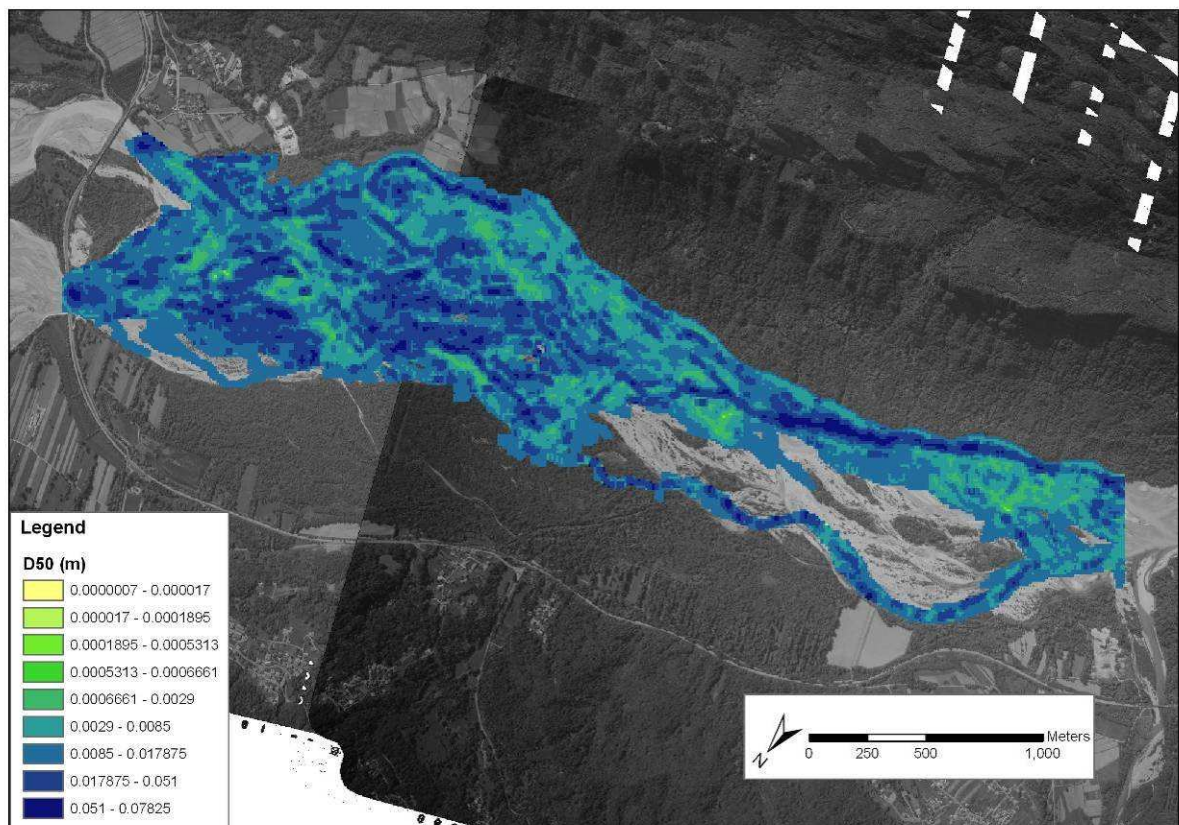 Legend
D50 (m)
0.0000007 - 0.000017
0.000017 - 0.0001895
0.0001895 - 0.0005313
0.0005313 - 0.0006661
0.0006661 - 0.0029
0.0029 - 0.0085
0.0085 - 0.017875
0.017875 - 0.051
0.051 - 0.07825
N
Meters
0 250 500 1,000